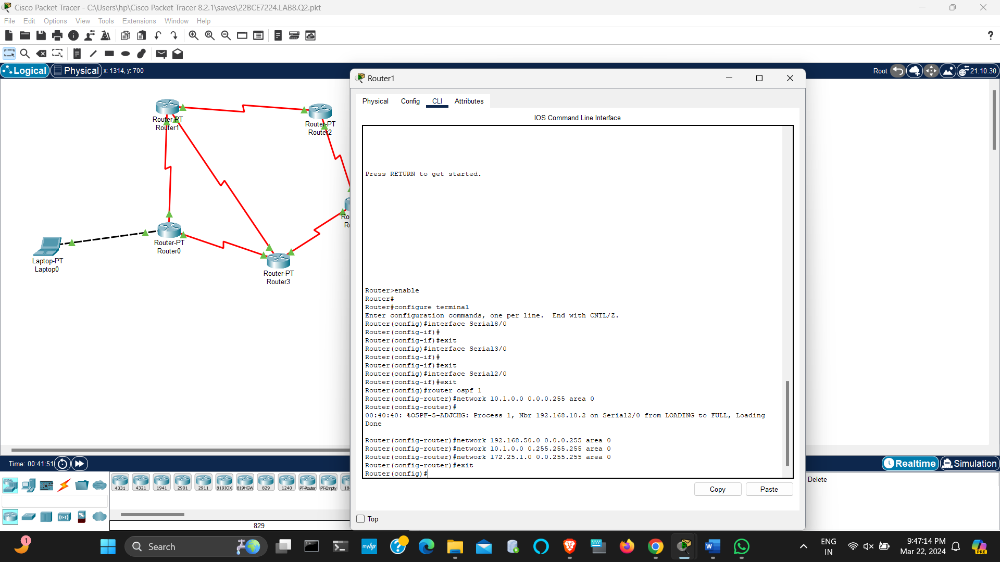 Cisco Packet Tracer - C:\Users\hp\Cisco Packet Tracer 8.2.1\saves\22BCE7224.LAB8.Q2.pkt
File Edit Options View Tools Extensions Window Help
Logical
Physical
x: 1314, y: 700
Root
21:10:30
Router-PT
Router1
Router-PT
Router2
Router-PT
Router0
Laptop-PT
Laptop0
Router-PT
Router3
Ro
R
Router1
Physical Config CLI Attributes
IOS Command Line Interface
Press RETURN to get started.
Router>enable
Router#
Router#configure terminal
Enter configuration commands, one per line.  End with CNTL/Z.
Router(config)#interface Serial8/0
Router(config-if)#
Router(config-if)#exit
Router(config)#interface Serial3/0
Router(config-if)#
Router(config-if)#exit
Router(config)#interface Serial2/0
Router(config-if)#exit
Router(config)#router ospf 1
Router(config-router)#network 10.1.0.0 0.0.0.255 area 0
Router(config-router)#
00:40:40: %OSPF-5-ADJCHG: Process 1, Nbr 192.168.10.2 on Serial2/0 from LOADING to FULL, Loading
Done
Router(config-router)#network 192.168.50.0 0.0.0.255 area 0
Router(config-router)#network 10.1.0.0 0.255.255.255 area 0
Router(config-router)#network 172.25.1.0 0.0.255.255 area 0
Router(config-router)#exit
Router(config)#
Copy
Paste
Top
Time: 00:41:51
Realtime
Simulation
4331 4321 1941 2901 2911 819IOX 819HGW 829 1240 PT-Router PT-Empty 18
829
Delete
1
Search
myhp
ENG
IN
9:47:14 PM
Mar 22, 2024
PRE